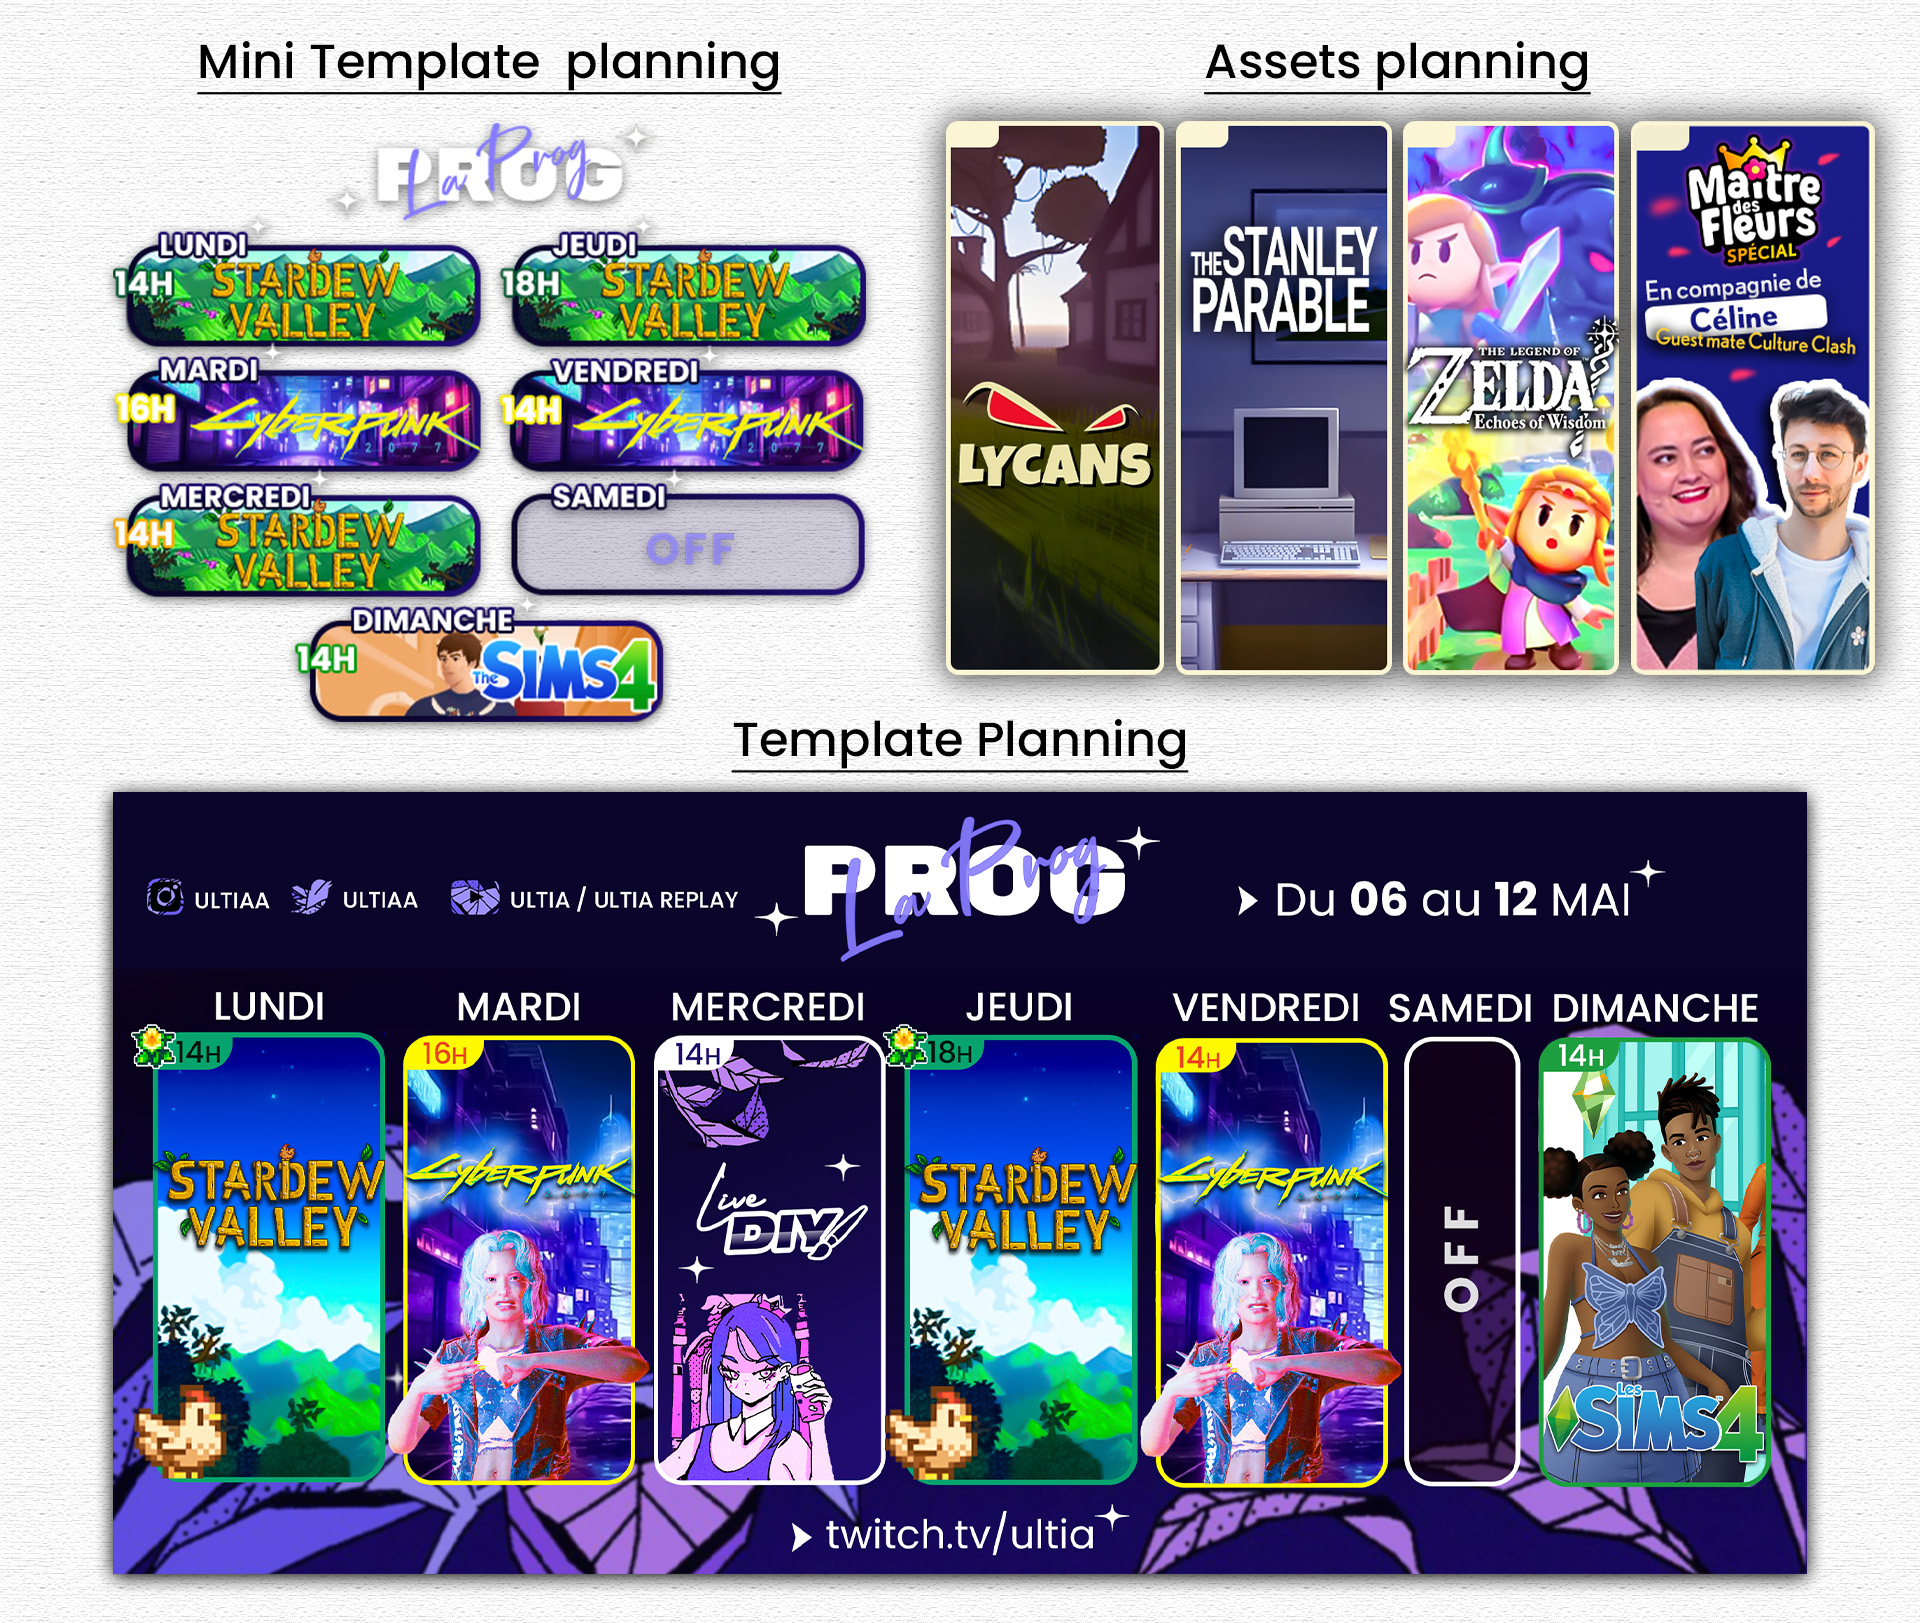 Mini Template planning
La Prog
PROG
LUNDI
14H
STARDEW
VALLEY
JEUDI
18H
STARDEW
VALLEY
MARDI
16H
Cyberpunk
2077
VENDREDI
14H
Cyberpunk
2077
MERCREDI
14H
STARDEW
VALLEY
SAMEDI
OFF
DIMANCHE
14H
The SIMS 4
Assets planning
LYCANS
THE STANLEY
PARABLE
THE LEGEND OF
ZELDA
Echoes of Wisdom
Maître
des
Fleurs
SPÉCIAL
En compagnie de
Céline
Guest mate Culture Clash
Template Planning
ULTIAA
ULTIAA
ULTIA / ULTIA REPLAY
La Prog
PROG
Du 06 au 12 MAI
LUNDI
14H
STARDEW
VALLEY
MARDI
16H
Cyberpunk
MERCREDI
14H
Live
DIY
JEUDI
18H
STARDEW
VALLEY
VENDREDI
14H
Cyberpunk
SAMEDI
OFF
DIMANCHE
14H
Les
SIMS 4
twitch.tv/ultia